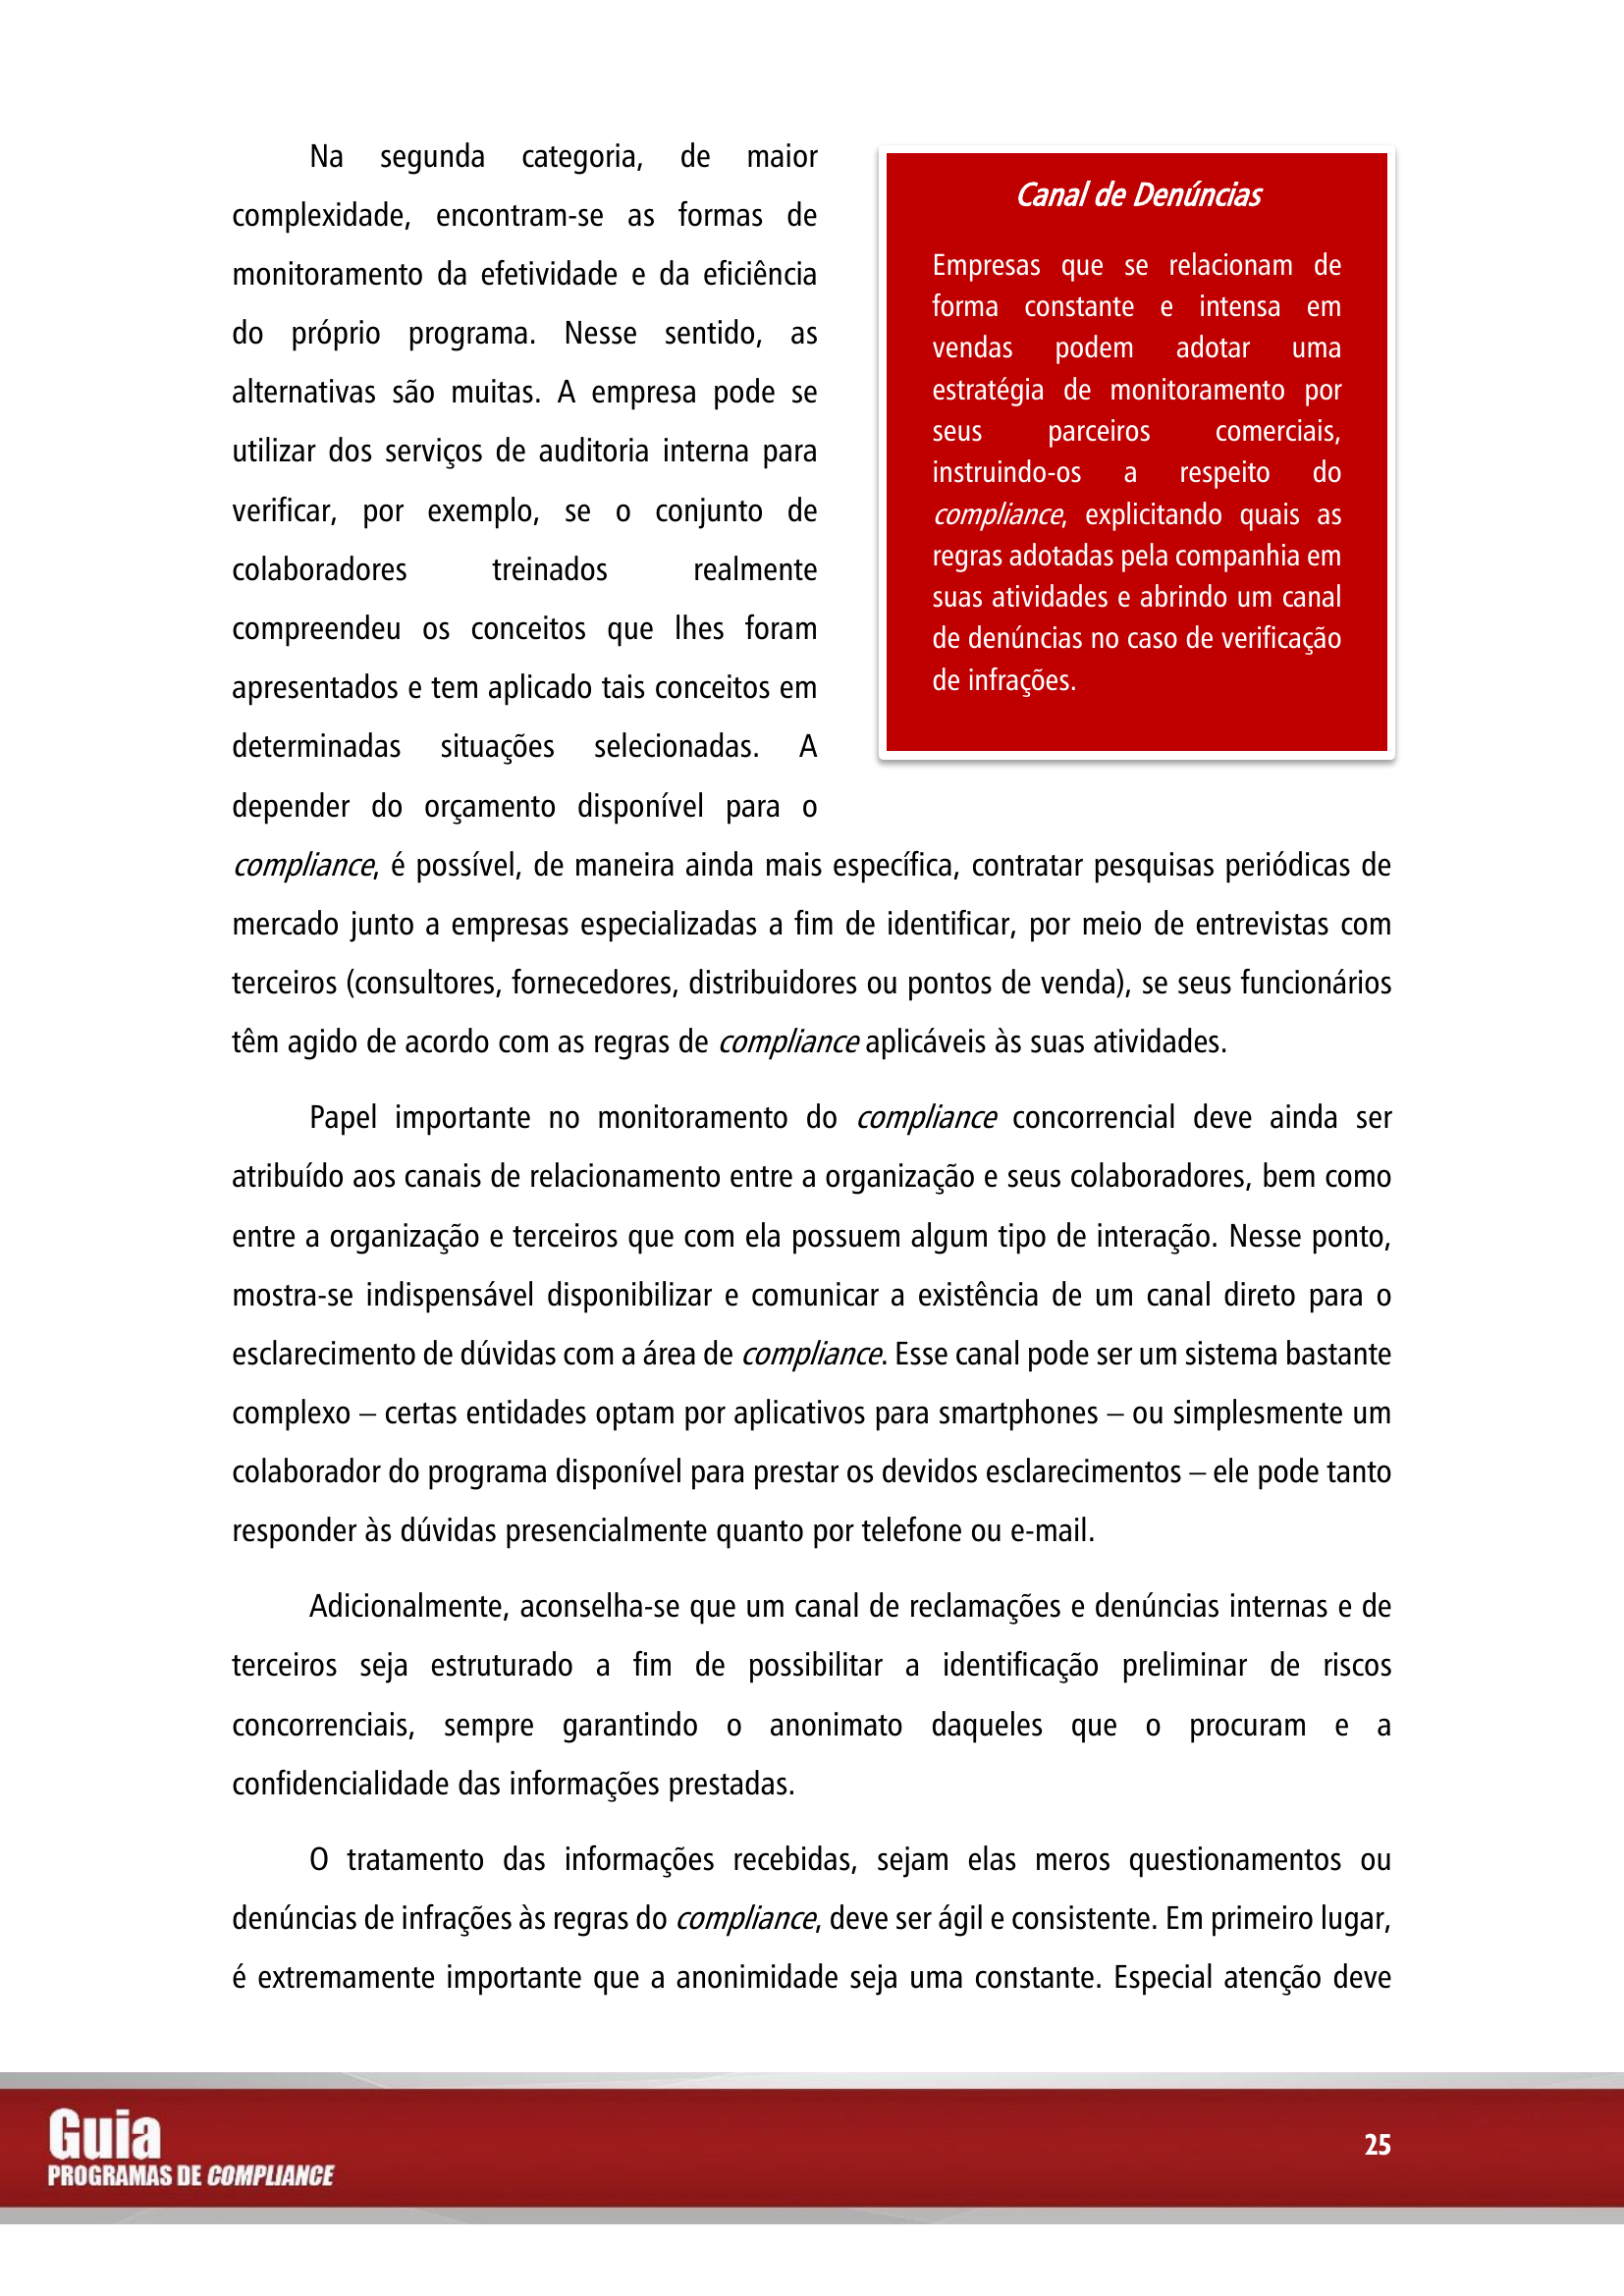 Na segunda categoria, de maior
complexidade, encontram-se as formas de
monitoramento da efetividade e da eficiência
do próprio programa. Nesse sentido, as
alternativas são muitas. A empresa pode se
utilizar dos serviços de auditoria interna para
verificar, por exemplo, se o conjunto de
colaboradores treinados realmente
compreendeu os conceitos que lhes foram
apresentados e tem aplicado tais conceitos em
determinadas situações selecionadas. A
depender do orçamento disponível para o
compliance, é possível, de maneira ainda mais específica, contratar pesquisas periódicas de
mercado junto a empresas especializadas a fim de identificar, por meio de entrevistas com
terceiros (consultores, fornecedores, distribuidores ou pontos de venda), se seus funcionários
têm agido de acordo com as regras de compliance aplicáveis às suas atividades.
Canal de Denúncias
Empresas que se relacionam de
forma constante e intensa em
vendas podem adotar uma
estratégia de monitoramento por
seus parceiros comerciais,
instruindo-os a respeito do
compliance, explicitando quais as
regras adotadas pela companhia em
suas atividades e abrindo um canal
de denúncias no caso de verificação
de infrações.
Papel importante no monitoramento do compliance concorrencial deve ainda ser
atribuído aos canais de relacionamento entre a organização e seus colaboradores, bem como
entre a organização e terceiros que com ela possuem algum tipo de interação. Nesse ponto,
mostra-se indispensável disponibilizar e comunicar a existência de um canal direto para o
esclarecimento de dúvidas com a área de compliance. Esse canal pode ser um sistema bastante
complexo – certas entidades optam por aplicativos para smartphones – ou simplesmente um
colaborador do programa disponível para prestar os devidos esclarecimentos – ele pode tanto
responder às dúvidas presencialmente quanto por telefone ou e-mail.
Adicionalmente, aconselha-se que um canal de reclamações e denúncias internas e de
terceiros seja estruturado a fim de possibilitar a identificação preliminar de riscos
concorrenciais, sempre garantindo o anonimato daqueles que o procuram e a
confidencialidade das informações prestadas.
O tratamento das informações recebidas, sejam elas meros questionamentos ou
denúncias de infrações às regras do compliance, deve ser ágil e consistente. Em primeiro lugar,
é extremamente importante que a anonimidade seja uma constante. Especial atenção deve
Guia
PROGRAMAS DE COMPLIANCE
25